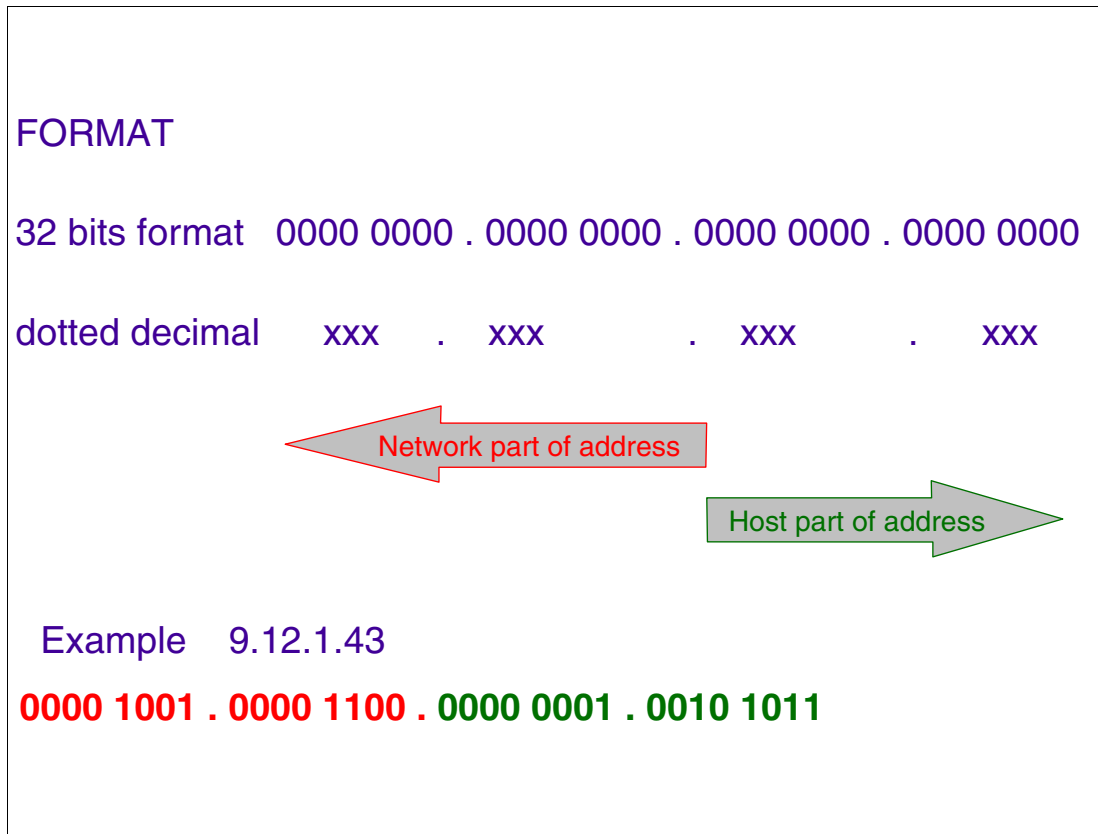 FORMAT
32 bits format 0000 0000 . 0000 0000 . 0000 0000 . 0000 0000
dotted decimal xxx . xxx . xxx . xxx
Network part of address
Host part of address
Example 9.12.1.43
0000 1001 . 0000 1100 . 0000 0001 . 0010 1011